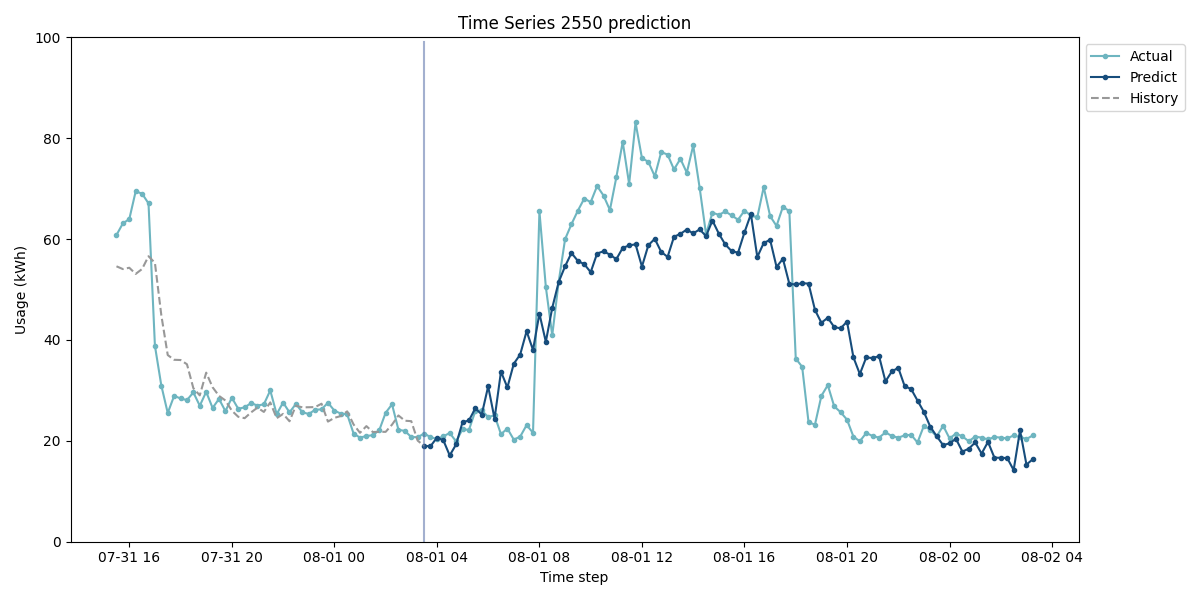 Time Series 2550 prediction
100
80
60
40
20
0
Usage (kWh)
07-31 16
07-31 20
08-01 00
08-01 04
08-01 08
08-01 12
08-01 16
08-01 20
08-02 00
08-02 04
Time step
Actual
Predict
History